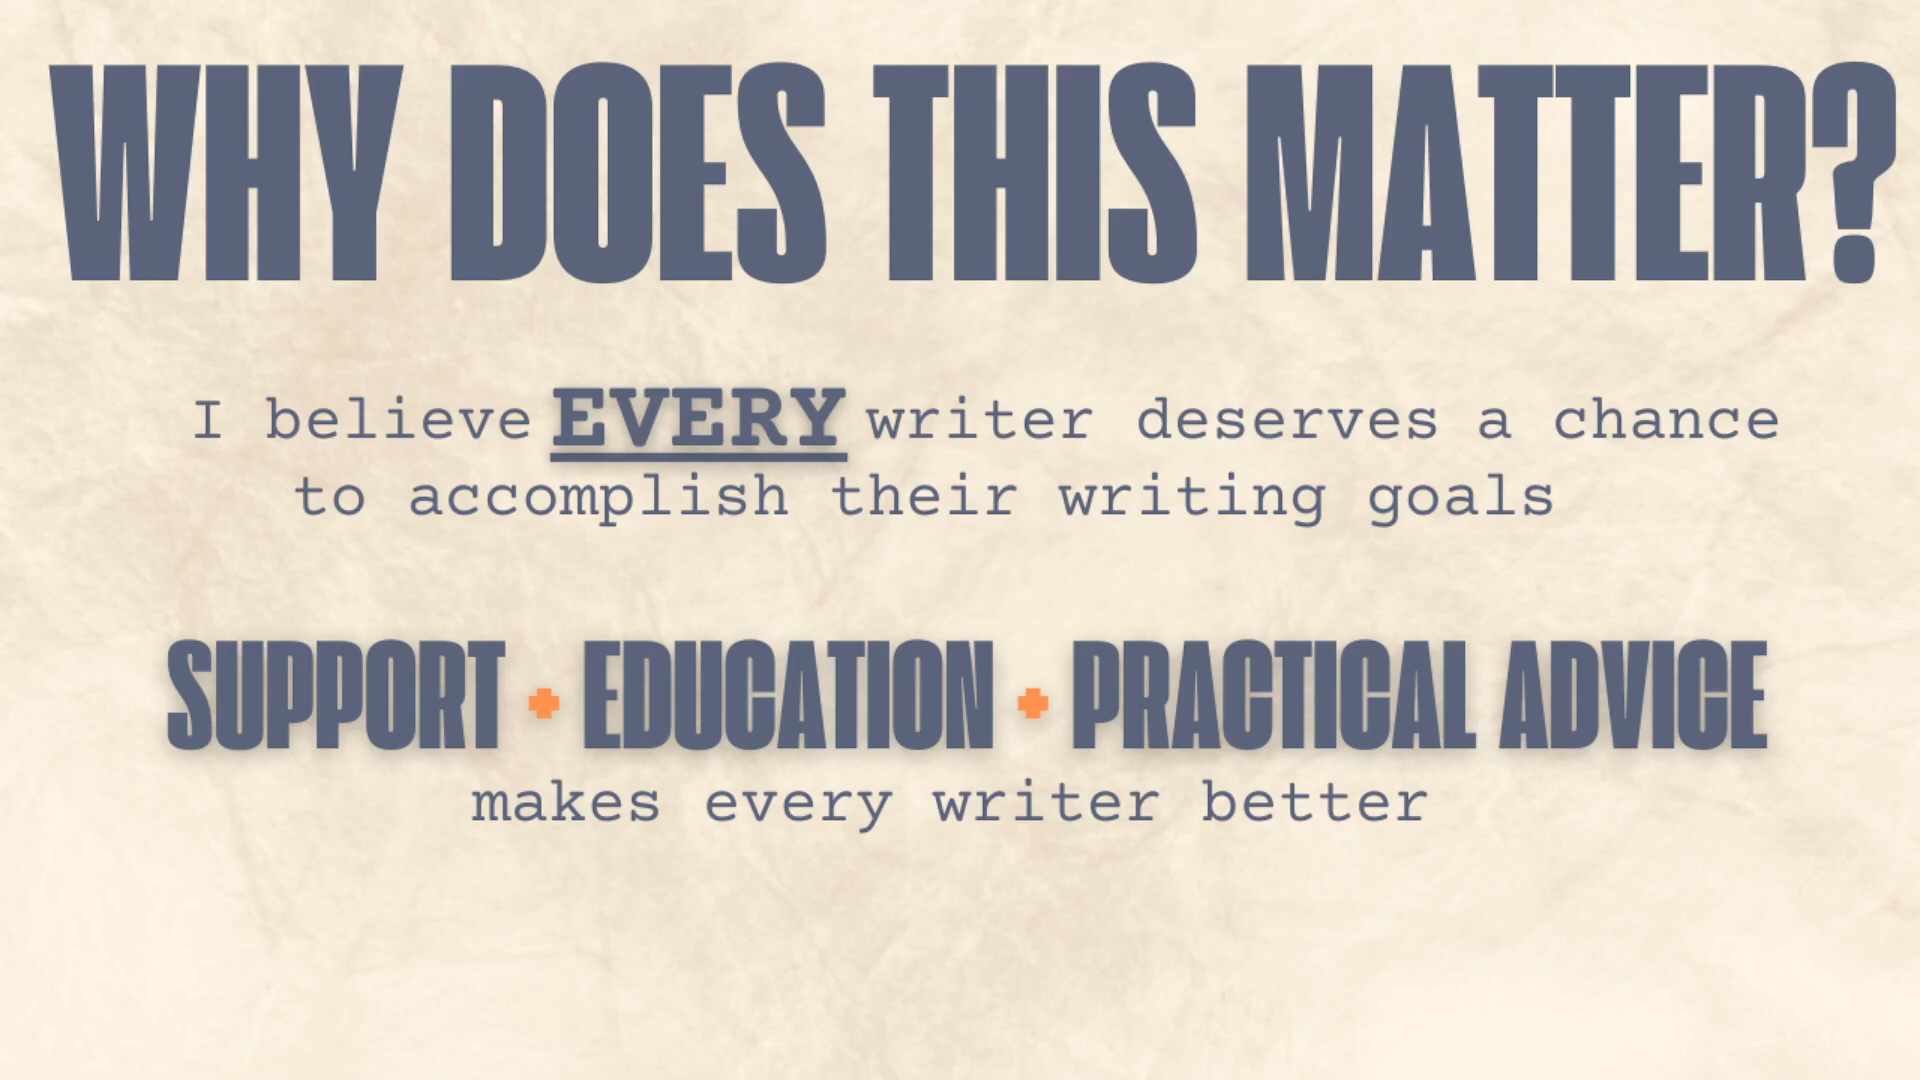 WHY DOES THIS MATTER?
I believe EVERY writer deserves a chance
to accomplish their writing goals
SUPPORT + EDUCATION + PRACTICAL ADVICE
makes every writer better